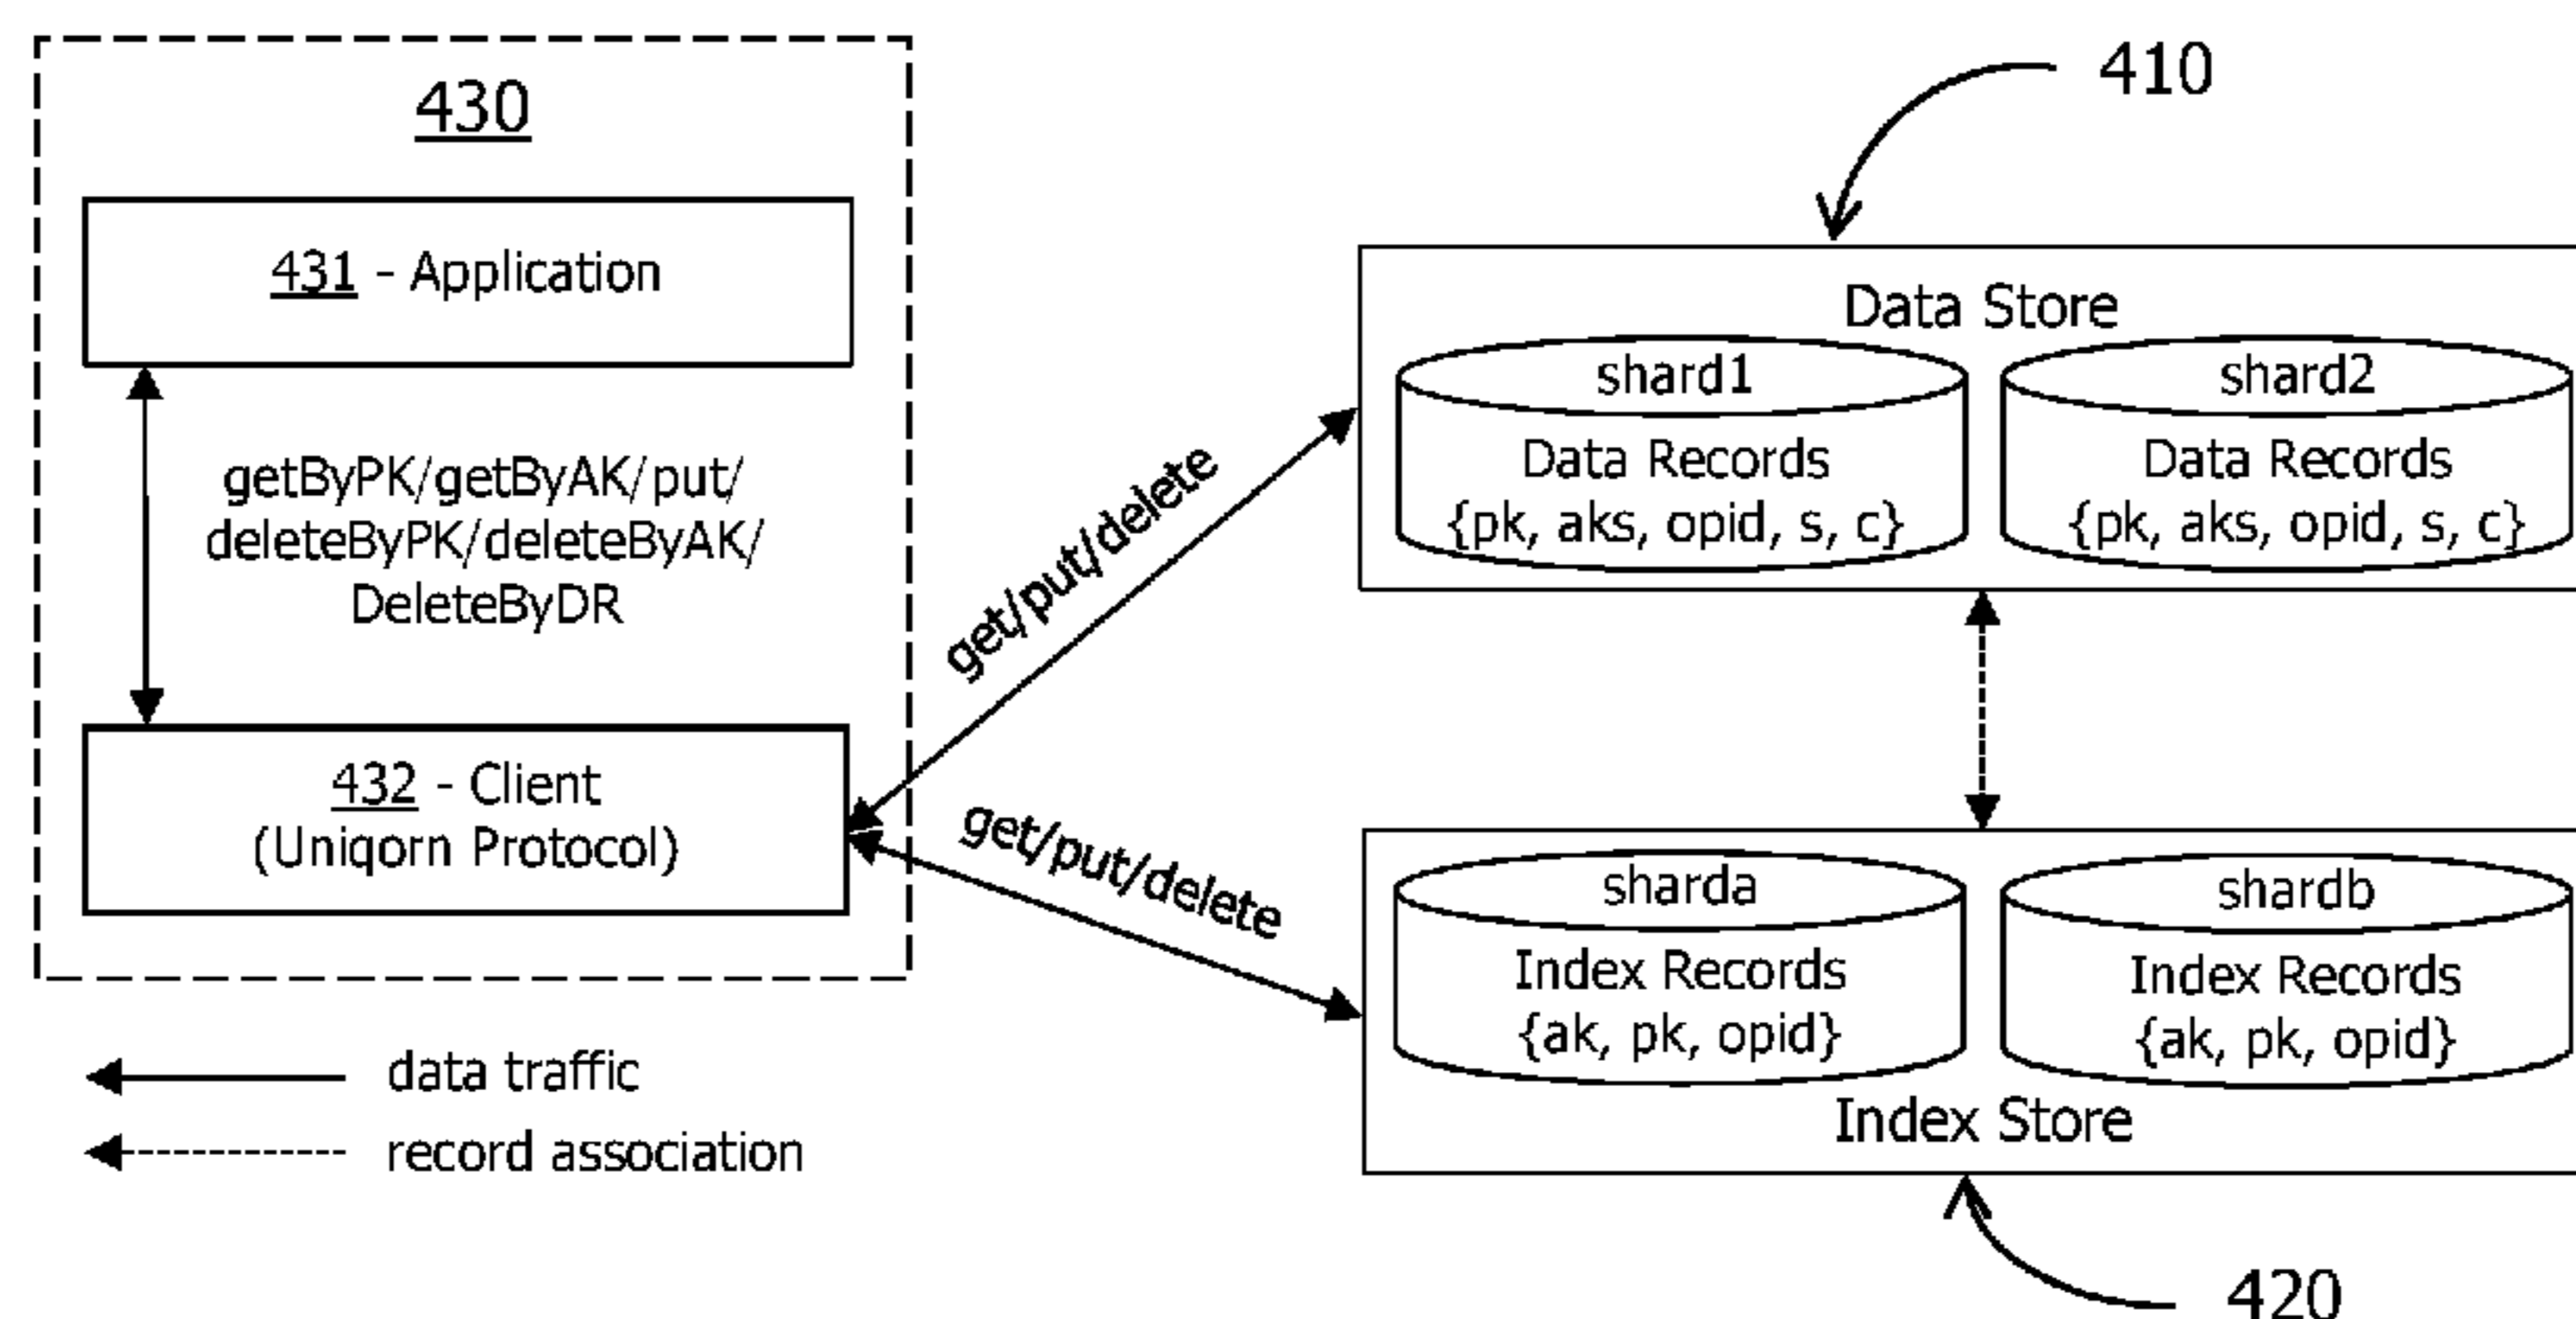 430
431 - Application
getByPK/getByAK/put/
deleteByPK/deleteByAK/
DeleteByDR
432 - Client
(Uniqorn Protocol)
data traffic
record association
get/put/delete
get/put/delete
410
Data Store
shard1
Data Records
{pk, aks, opid, s, c}
shard2
Data Records
{pk, aks, opid, s, c}
sharda
Index Records
{ak, pk, opid}
shardb
Index Records
{ak, pk, opid}
Index Store
420